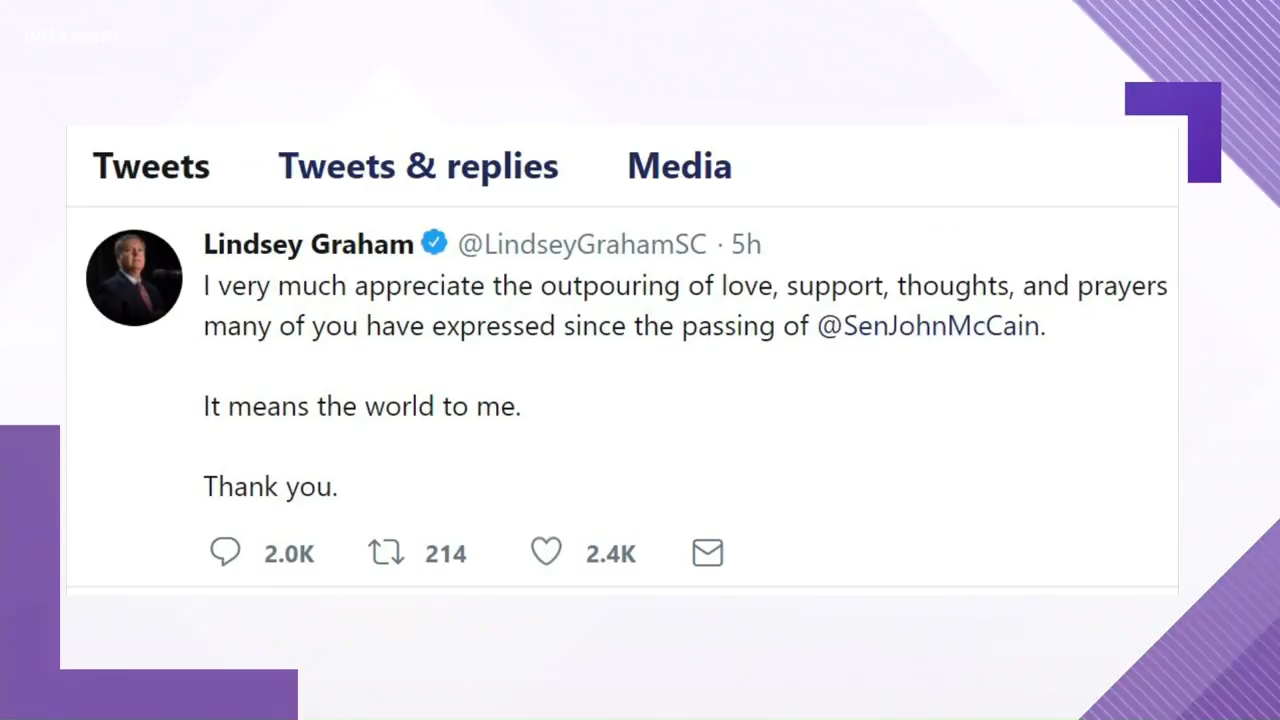 wltx.com
Tweets Tweets & replies Media
Lindsey Graham @LindseyGrahamSC · 5h
I very much appreciate the outpouring of love, support, thoughts, and prayers
many of you have expressed since the passing of @SenJohnMcCain.
It means the world to me.
Thank you.
2.0K 214 2.4K